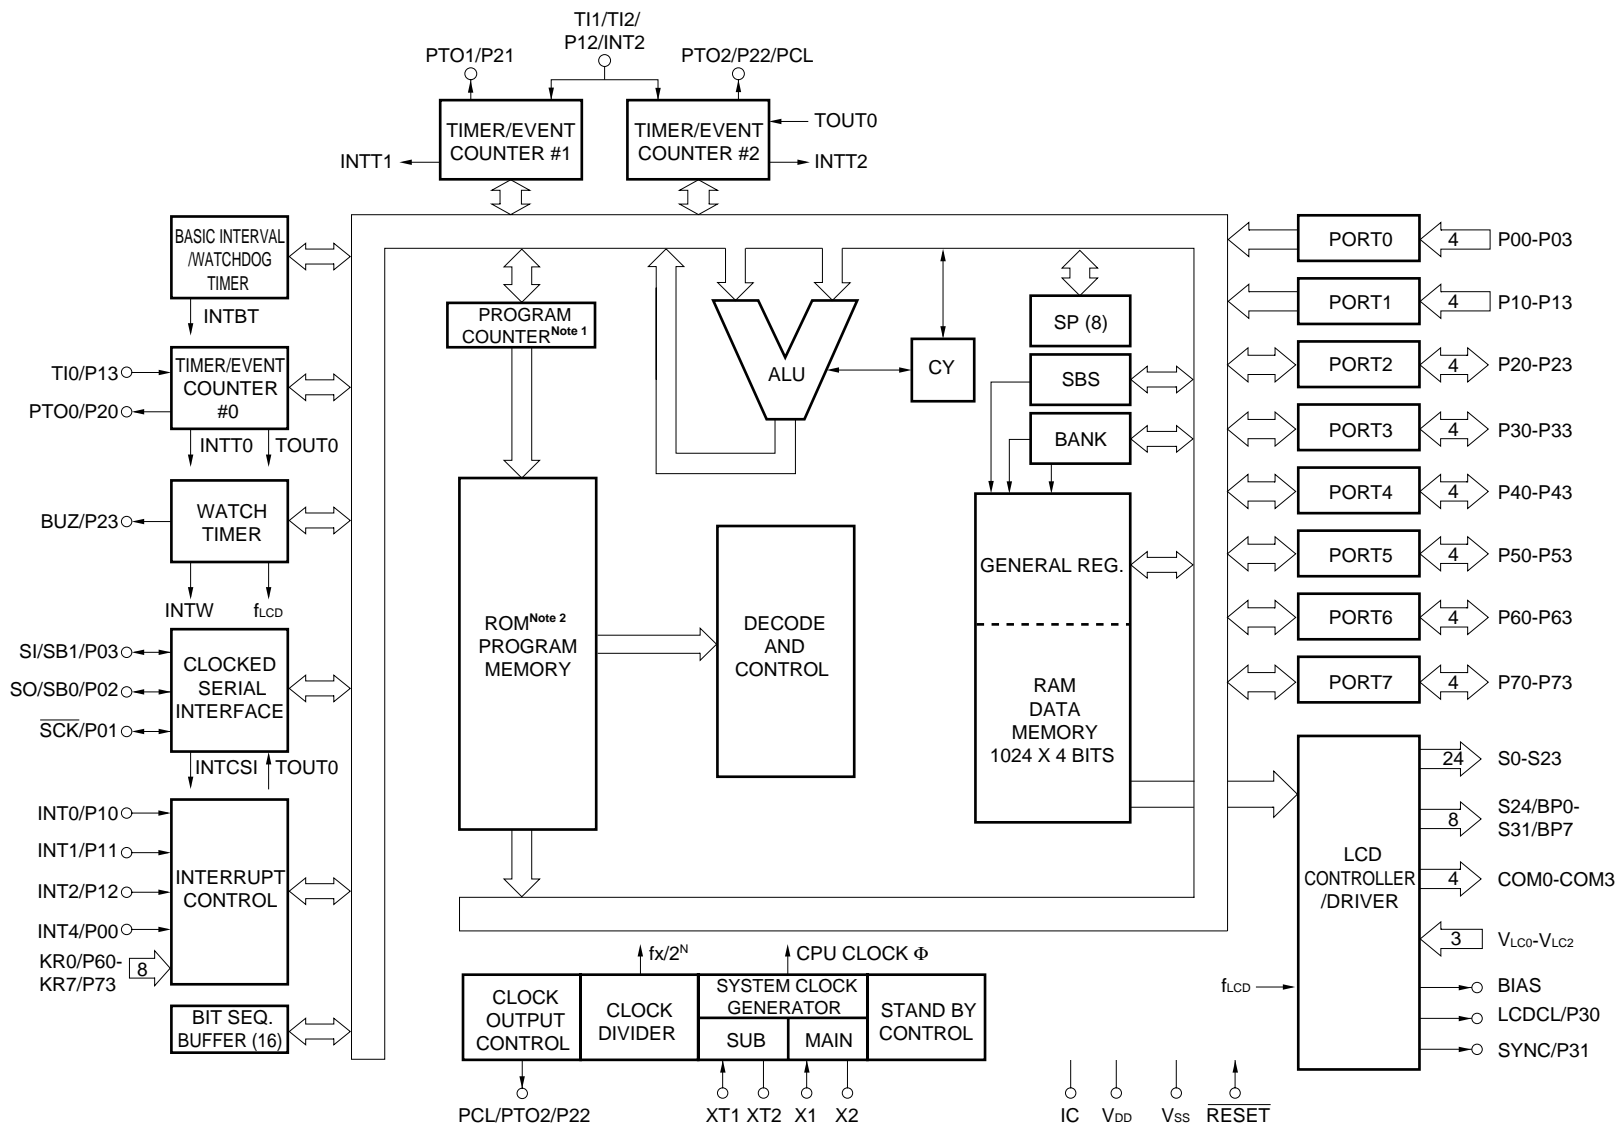 TI1/TI2/
P12/INT2
PTO1/P21
PTO2/P22/PCL
TIMER/EVENT
COUNTER #1
TIMER/EVENT
COUNTER #2
TOUT0
INTT1
INTT2
BASIC INTERVAL
/WATCHDOG
TIMER
INTBT
TI0/P13
PTO0/P20
TIMER/EVENT
COUNTER
#0
INTT0
TOUT0
BUZ/P23
WATCH
TIMER
INTW
fLCD
SI/SB1/P03
SO/SB0/P02
SCK/P01
CLOCKED
SERIAL
INTERFACE
INTCSI
TOUT0
INT0/P10
INT1/P11
INT2/P12
INT4/P00
KR0/P60-
KR7/P73
8
INTERRUPT
CONTROL
BIT SEQ.
BUFFER (16)
PROGRAM
COUNTER Note 1
ALU
CY
SP (8)
SBS
BANK
ROM Note 2
PROGRAM
MEMORY
DECODE
AND
CONTROL
GENERAL REG.
RAM
DATA
MEMORY
1024 X 4 BITS
fx/2N
CPU CLOCK Φ
CLOCK
OUTPUT
CONTROL
CLOCK
DIVIDER
SYSTEM CLOCK
GENERATOR
SUB
MAIN
STAND BY
CONTROL
PCL/PTO2/P22
XT1
XT2
X1
X2
IC
VDD
VSS
RESET
PORT0
4
P00-P03
PORT1
4
P10-P13
PORT2
4
P20-P23
PORT3
4
P30-P33
PORT4
4
P40-P43
PORT5
4
P50-P53
PORT6
4
P60-P63
PORT7
4
P70-P73
LCD
CONTROLLER
/DRIVER
fLCD
24
S0-S23
8
S24/BP0-
S31/BP7
4
COM0-COM3
3
VLC0-VLC2
BIAS
LCDCL/P30
SYNC/P31